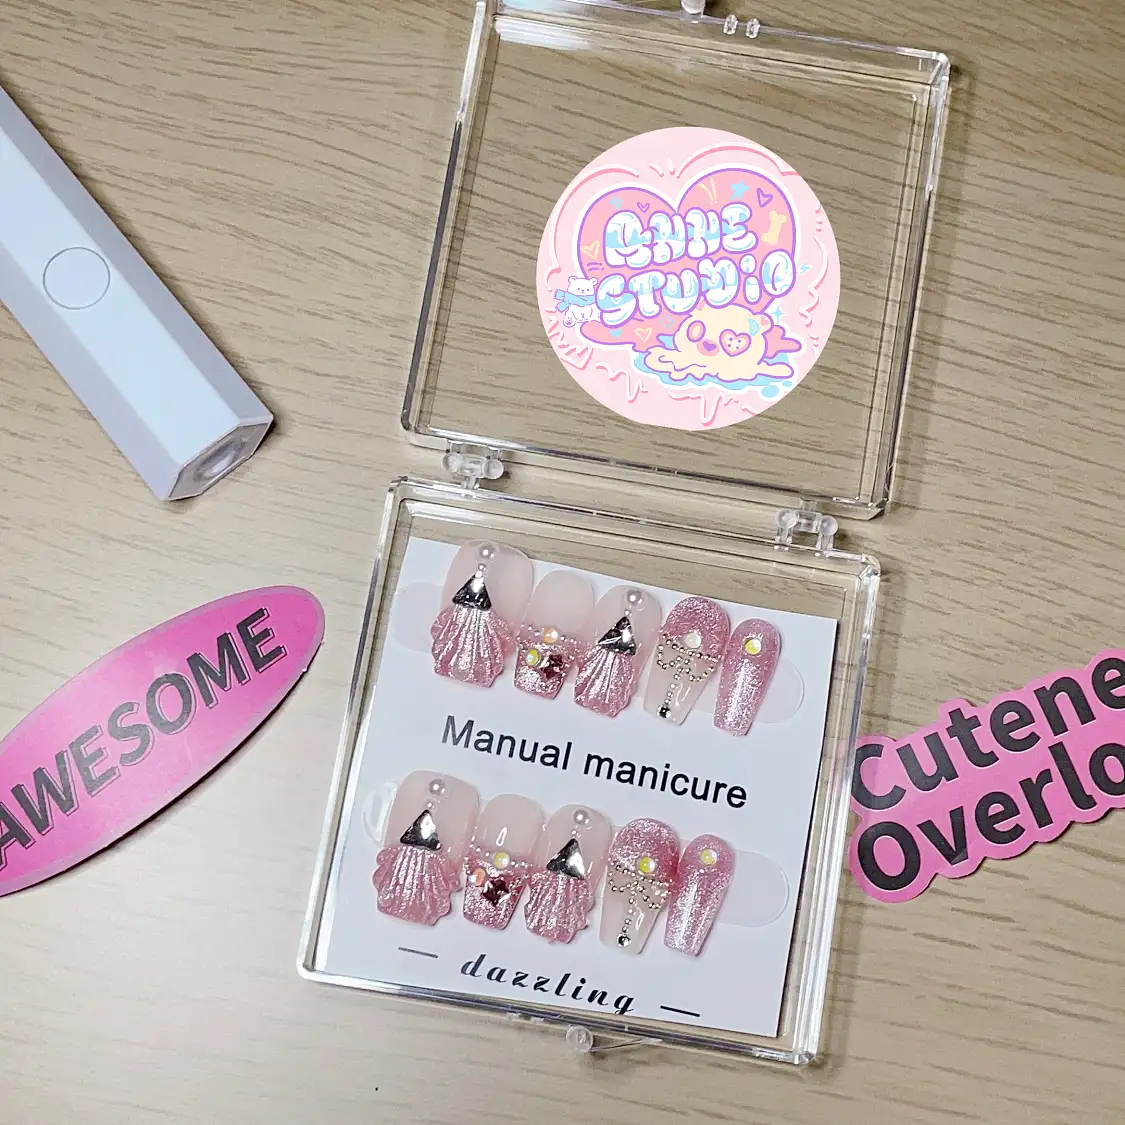 ANNE
STUDIO
Manual manicure
dazzling
AWESOME
Cutene
Overlo